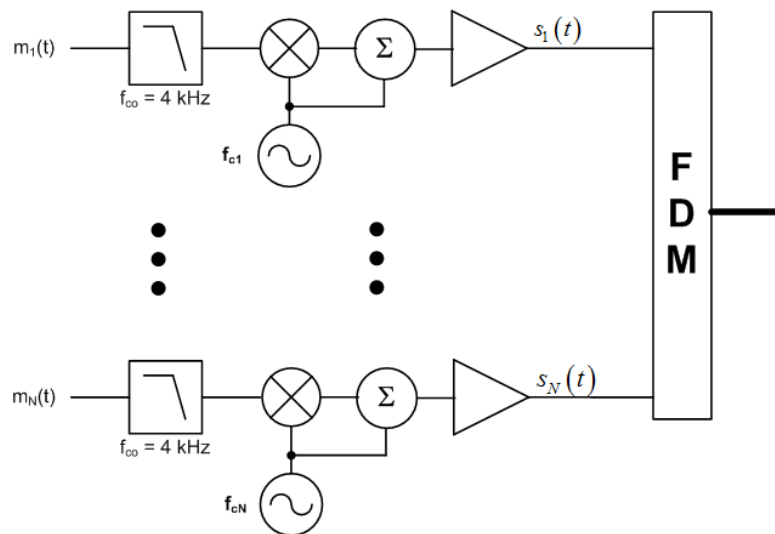 s₁(t)
m₁(t)
Σ
f_co = 4 kHz
f_c1
F
D
M
s_N(t)
m_N(t)
Σ
f_co = 4 kHz
f_cN